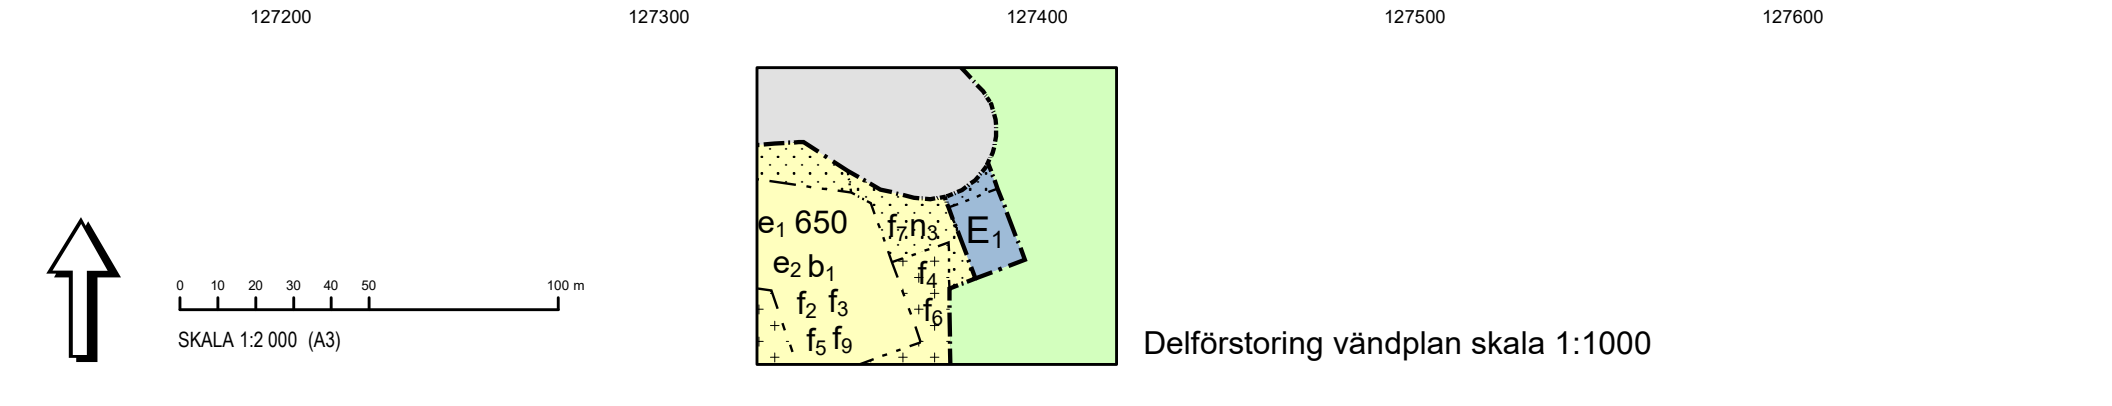 127200 127300 127400 127500 127600
e1 650
f7 n3
E1
e2 b1
f4
f2 f3
f6
f5 f9
0 10 20 30 40 50 100 m
SKALA 1:2 000 (A3)
Delförstoring vändplan skala 1:1000